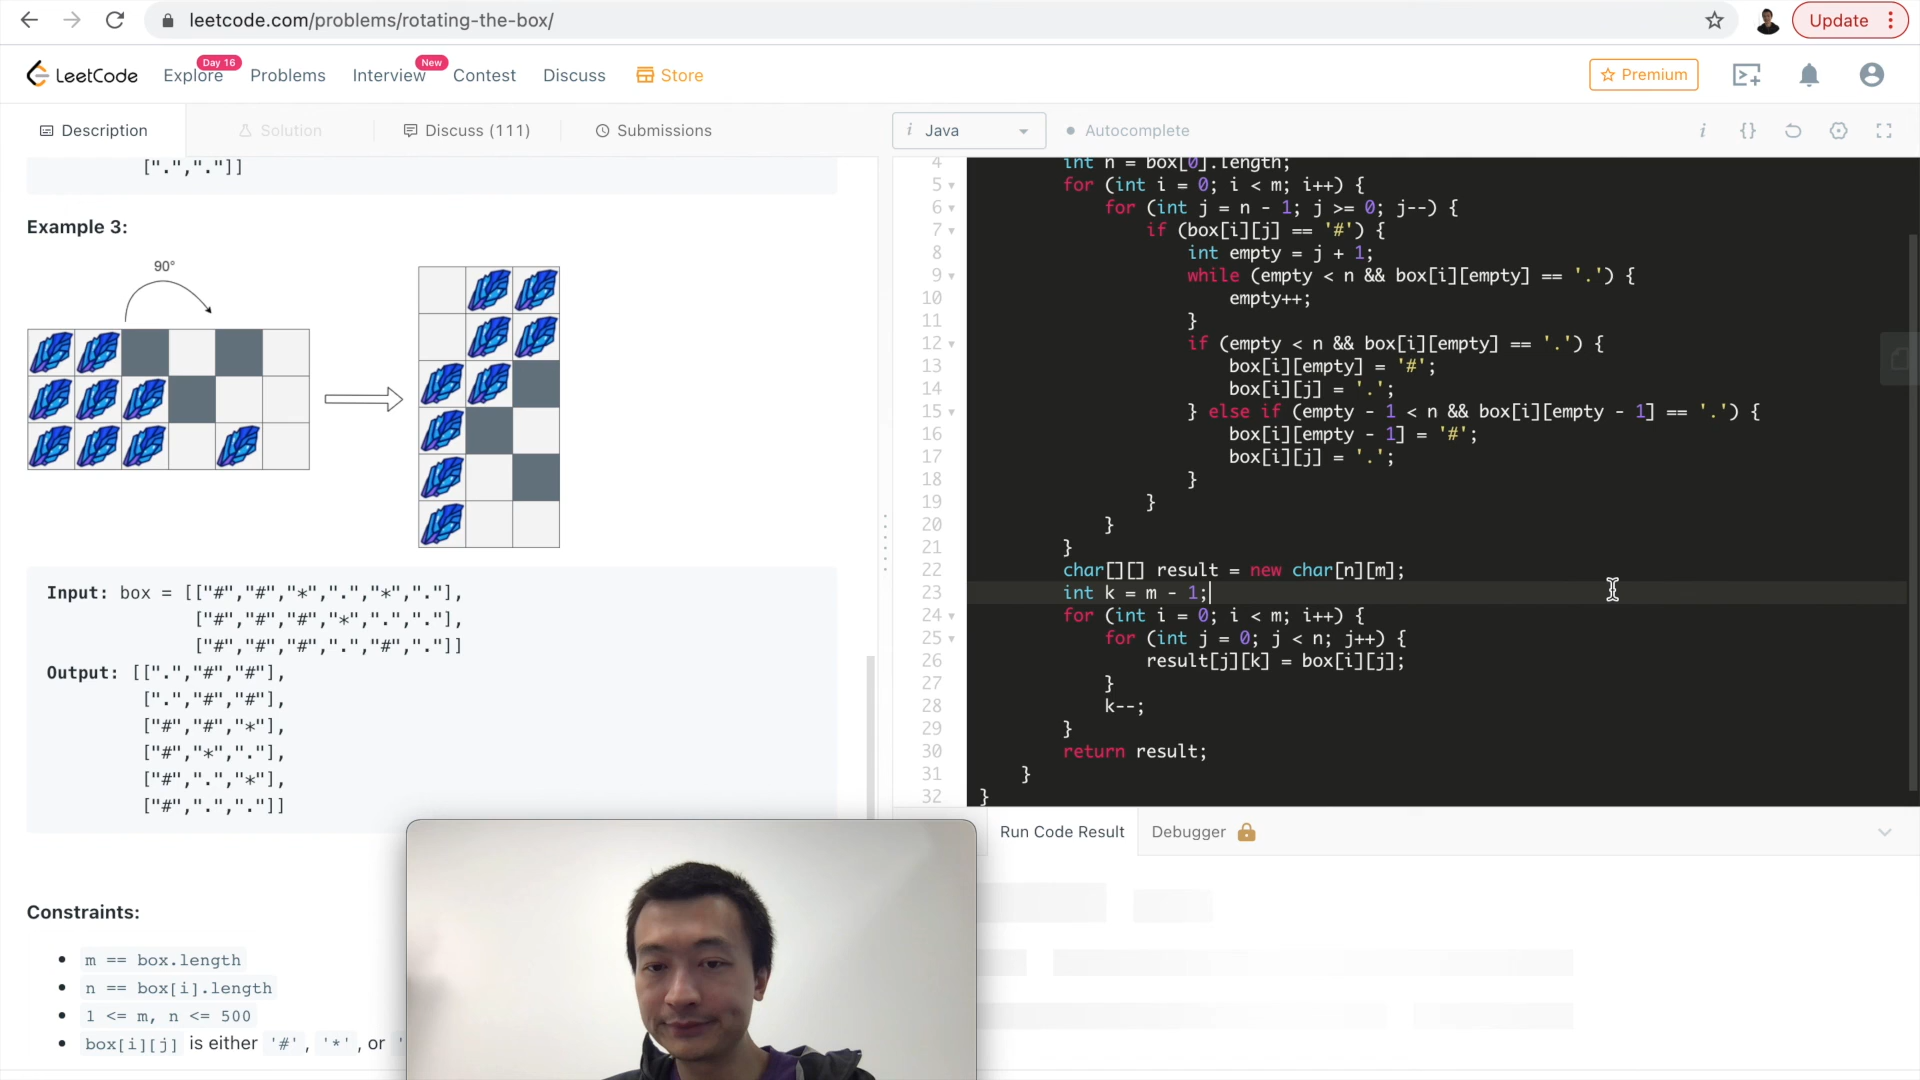 leetcode.com/problems/rotating-the-box/
Update
LeetCode
Explore
Day 16
Problems
Interview
New
Contest
Discuss
Store
Premium
Description
Solution
Discuss (111)
Submissions
i Java
Autocomplete
[".","."]]
Example 3:
90°
Input: box = [["#","#","*",".","*","."],
["#","#","#","*",".","."],
["#","#","#",".","#","."]]
Output: [[".","#","#"],
[".","#","#"],
["#","#","*"],
["#","*","."],
["#",".","*"],
["#",".","."]]
Constraints:
m == box.length
n == box[i].length
1 <= m, n <= 500
box[i][j] is either '#', '*', or '
4 int n = box[0].length;
5 for (int i = 0; i < m; i++) {
6 for (int j = n - 1; j >= 0; j--) {
7 if (box[i][j] == '#') {
8 int empty = j + 1;
9 while (empty < n && box[i][empty] == '.') {
10 empty++;
11 }
12 if (empty < n && box[i][empty] == '.') {
13 box[i][empty] = '#';
14 box[i][j] = '.';
15 } else if (empty - 1 < n && box[i][empty - 1] == '.') {
16 box[i][empty - 1] = '#';
17 box[i][j] = '.';
18 }
19 }
20 }
21 }
22 char[][] result = new char[n][m];
23 int k = m - 1;
24 for (int i = 0; i < m; i++) {
25 for (int j = 0; j < n; j++) {
26 result[j][k] = box[i][j];
27 }
28 k--;
29 }
30 return result;
31 }
32 }
Run Code Result
Debugger